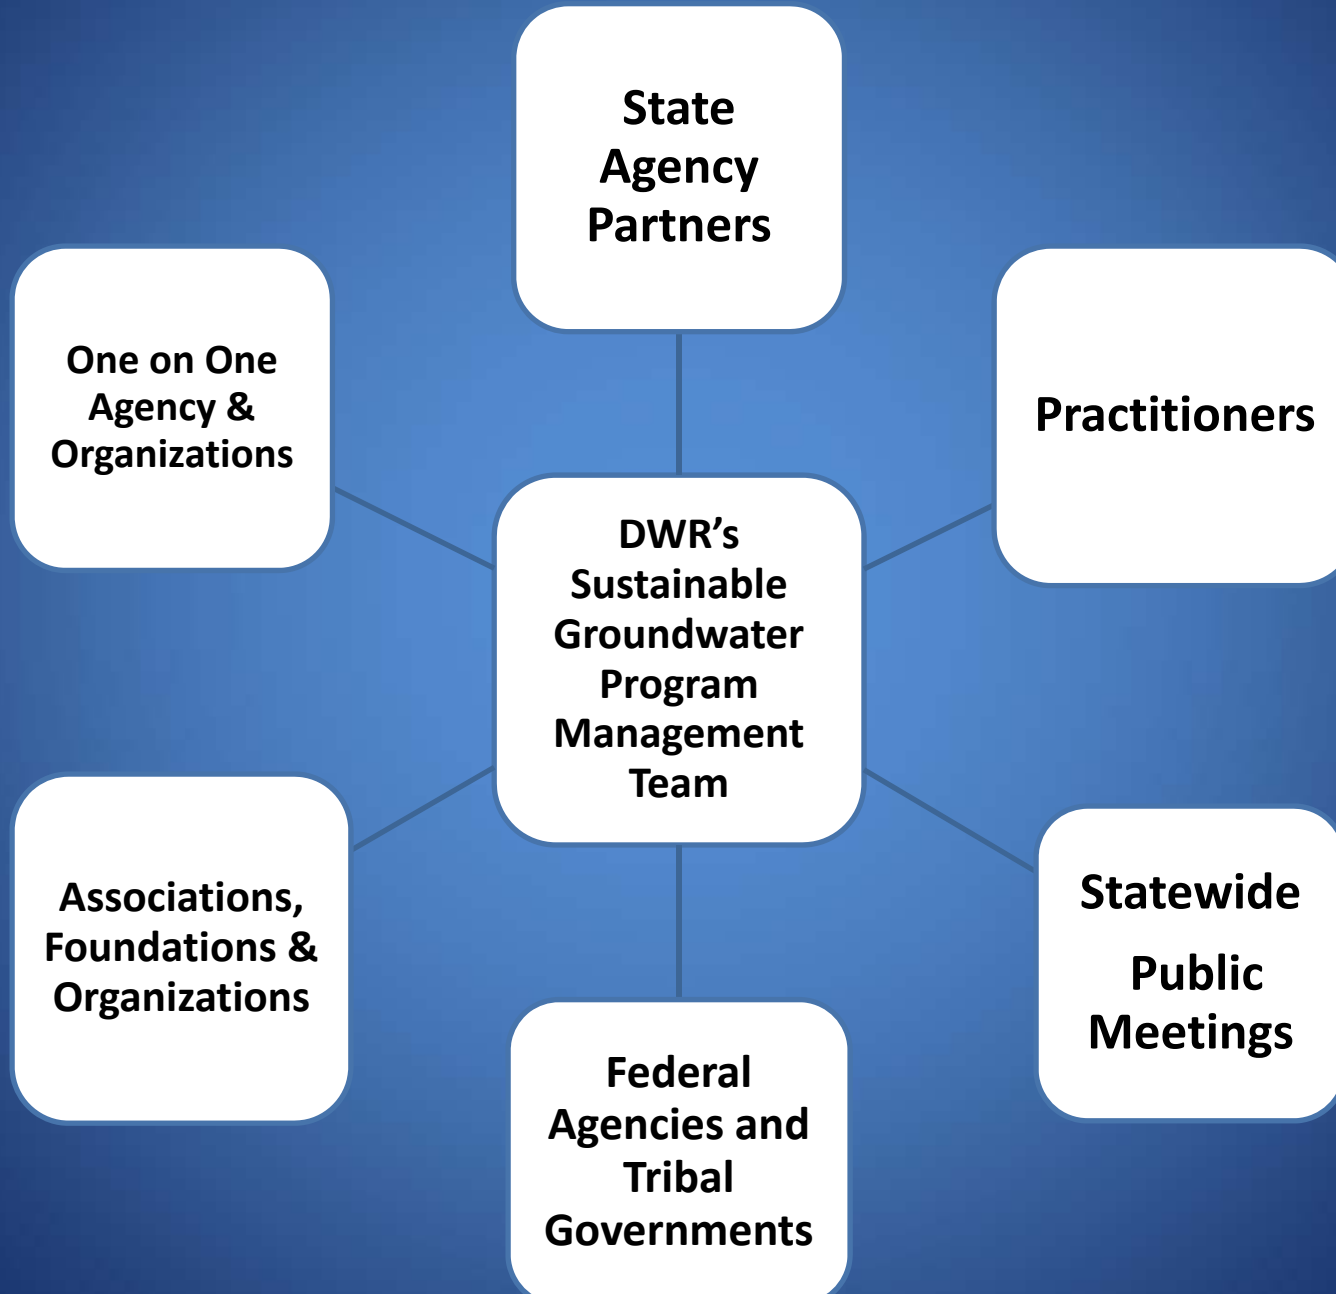 State
Agency
Partners
One on One
Agency &
Organizations
Practitioners
DWR’s
Sustainable
Groundwater
Program
Management
Team
Associations,
Foundations &
Organizations
Statewide
Public
Meetings
Federal
Agencies and
Tribal
Governments